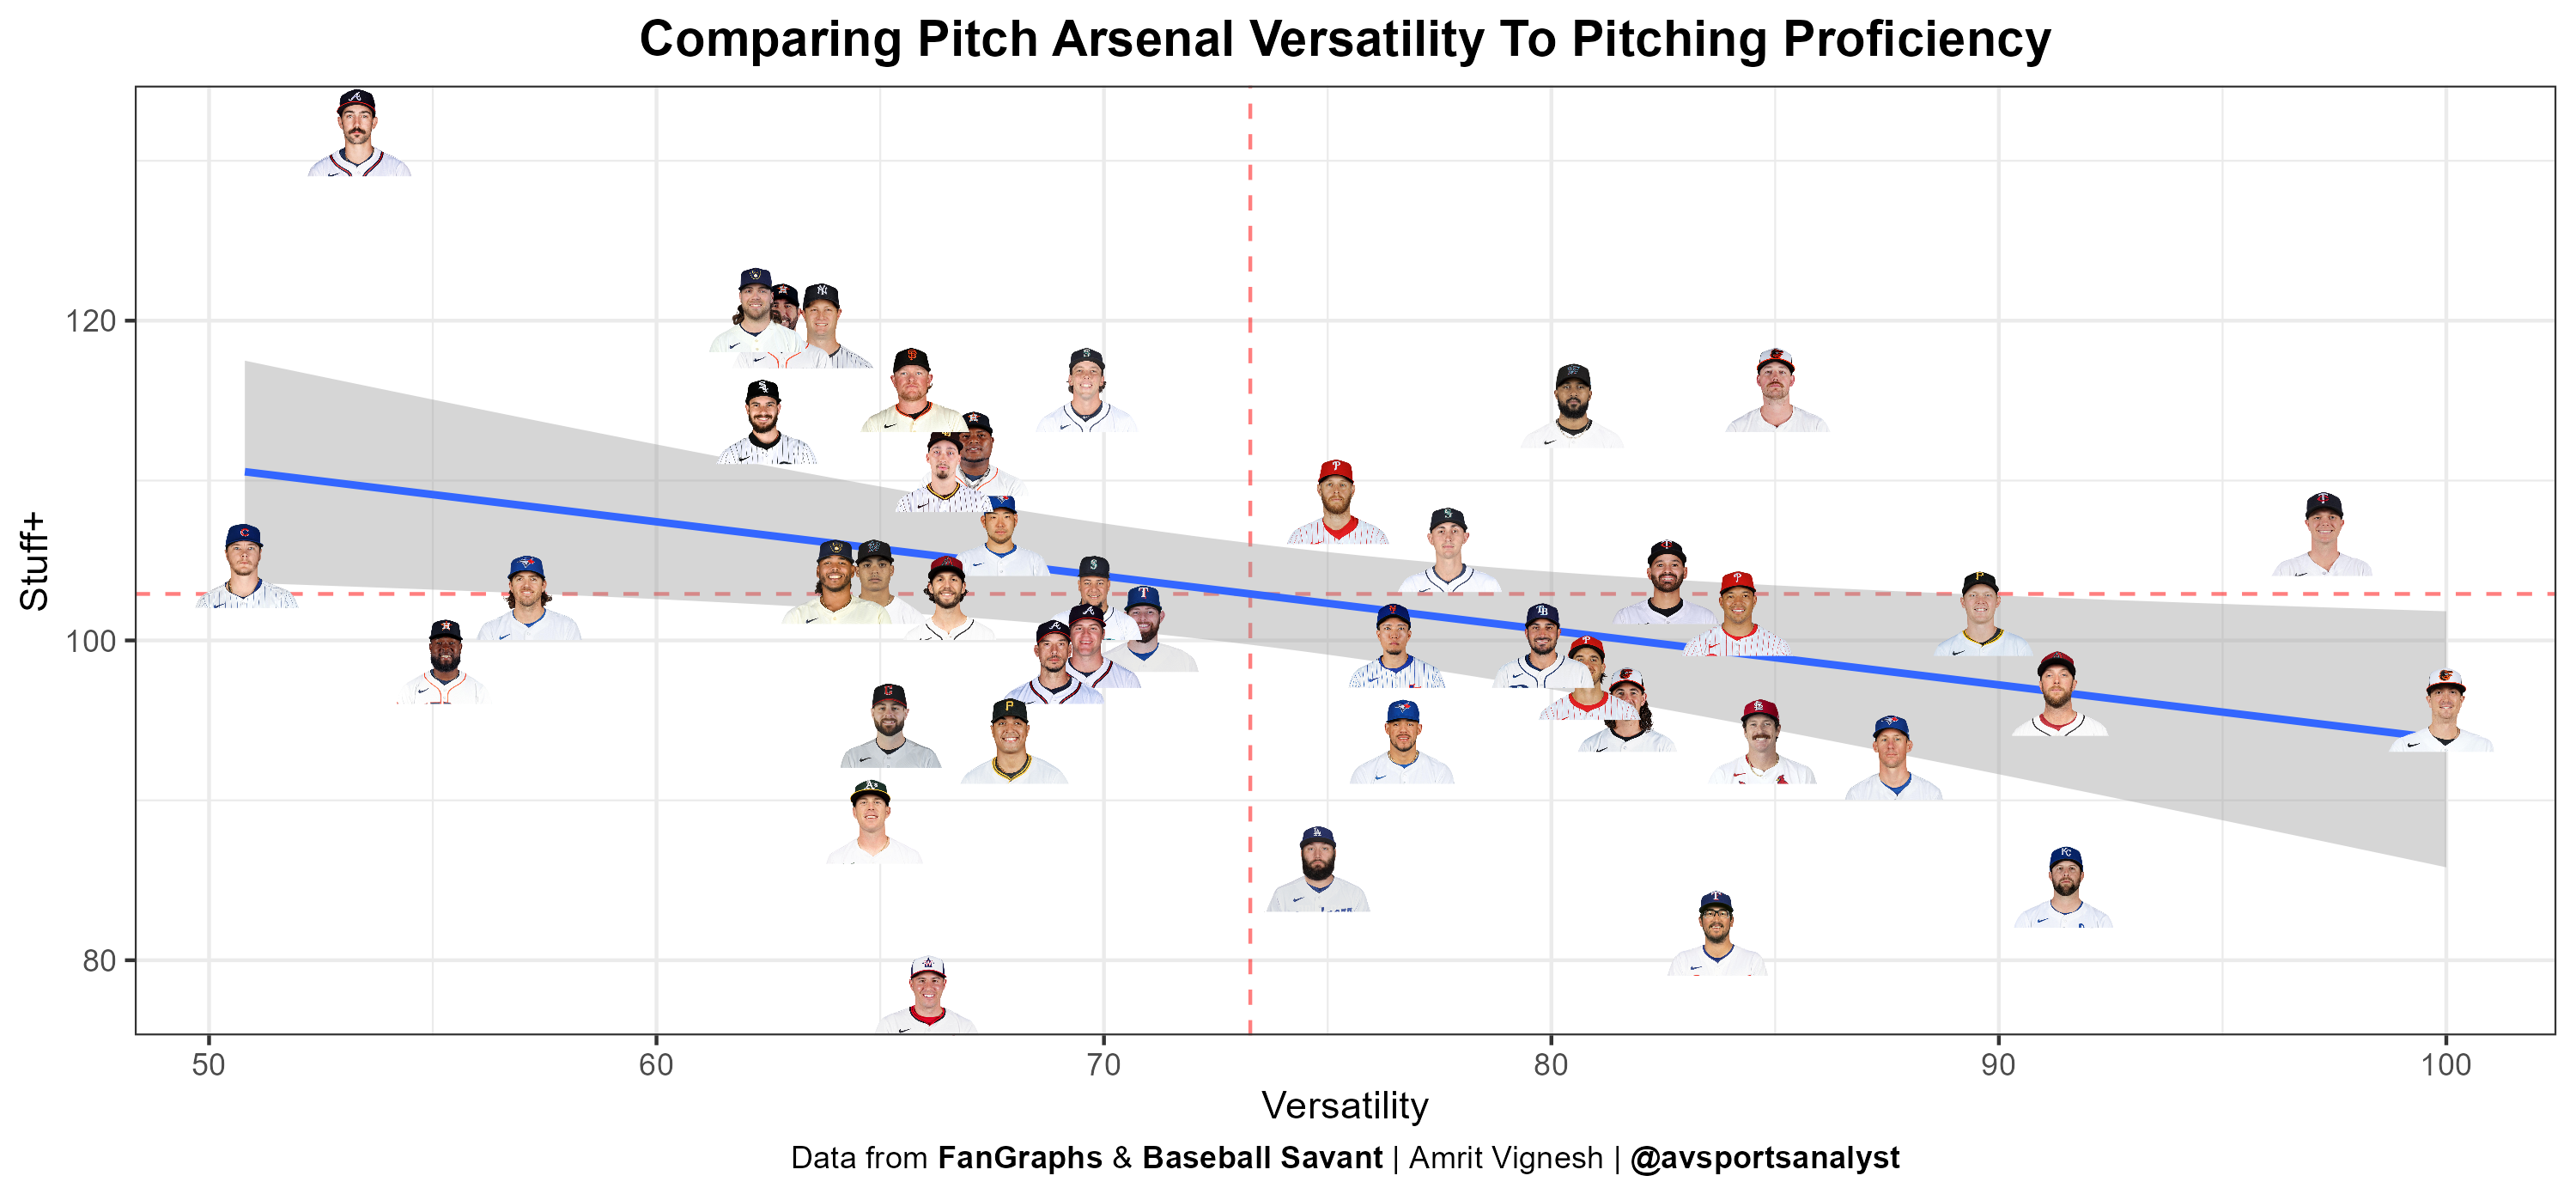 Comparing Pitch Arsenal Versatility To Pitching Proficiency
Stuff+
120
100
80
50 60 70 80 90 100
Versatility
Data from FanGraphs & Baseball Savant | Amrit Vignesh | @avsportsanalyst